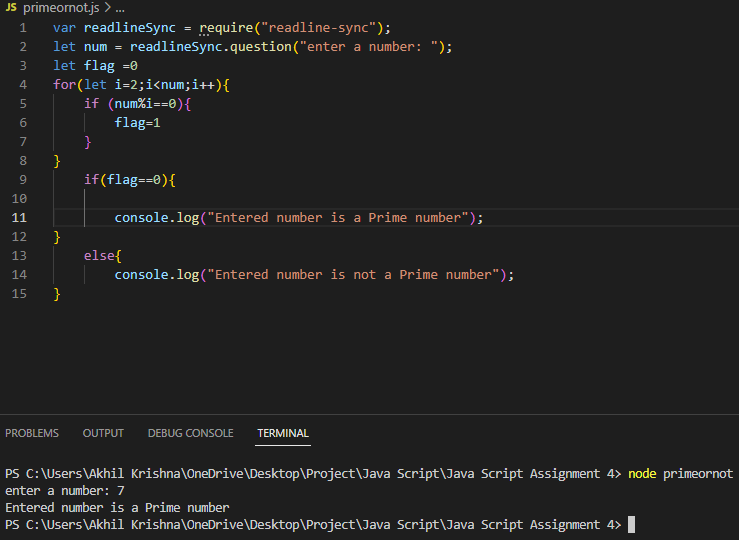 JS primeornot.js > ...
1 var readlineSync = require("readline-sync");
2 let num = readlineSync.question("enter a number: ");
3 let flag =0
4 for(let i=2;i<num;i++){
5 if (num%i==0){
6 flag=1
7 }
8 }
9 if(flag==0){
10
11 console.log("Entered number is a Prime number");
12 }
13 else{
14 console.log("Entered number is not a Prime number");
15 }
PROBLEMS OUTPUT DEBUG CONSOLE TERMINAL
PS C:\Users\Akhil Krishna\OneDrive\Desktop\Project\Java Script\Java Script Assignment 4> node primeornot
enter a number: 7
Entered number is a Prime number
PS C:\Users\Akhil Krishna\OneDrive\Desktop\Project\Java Script\Java Script Assignment 4>